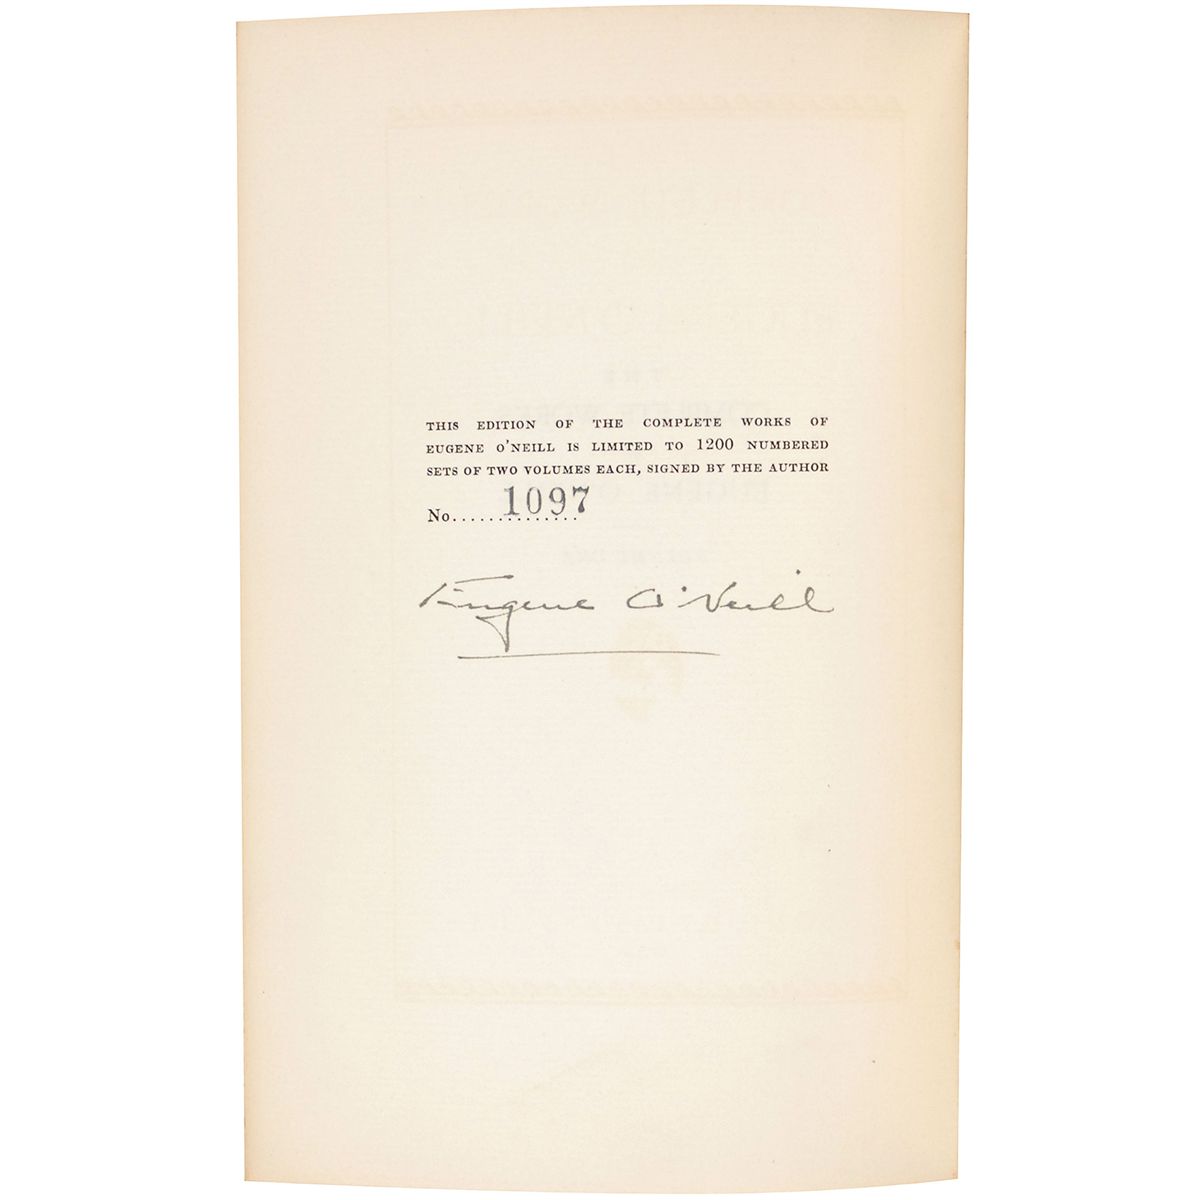 THIS EDITION OF THE COMPLETE WORKS OF
EUGENE O'NEILL IS LIMITED TO 1200 NUMBERED
SETS OF TWO VOLUMES EACH, SIGNED BY THE AUTHOR
No.............. 1097
Eugene O'Neill